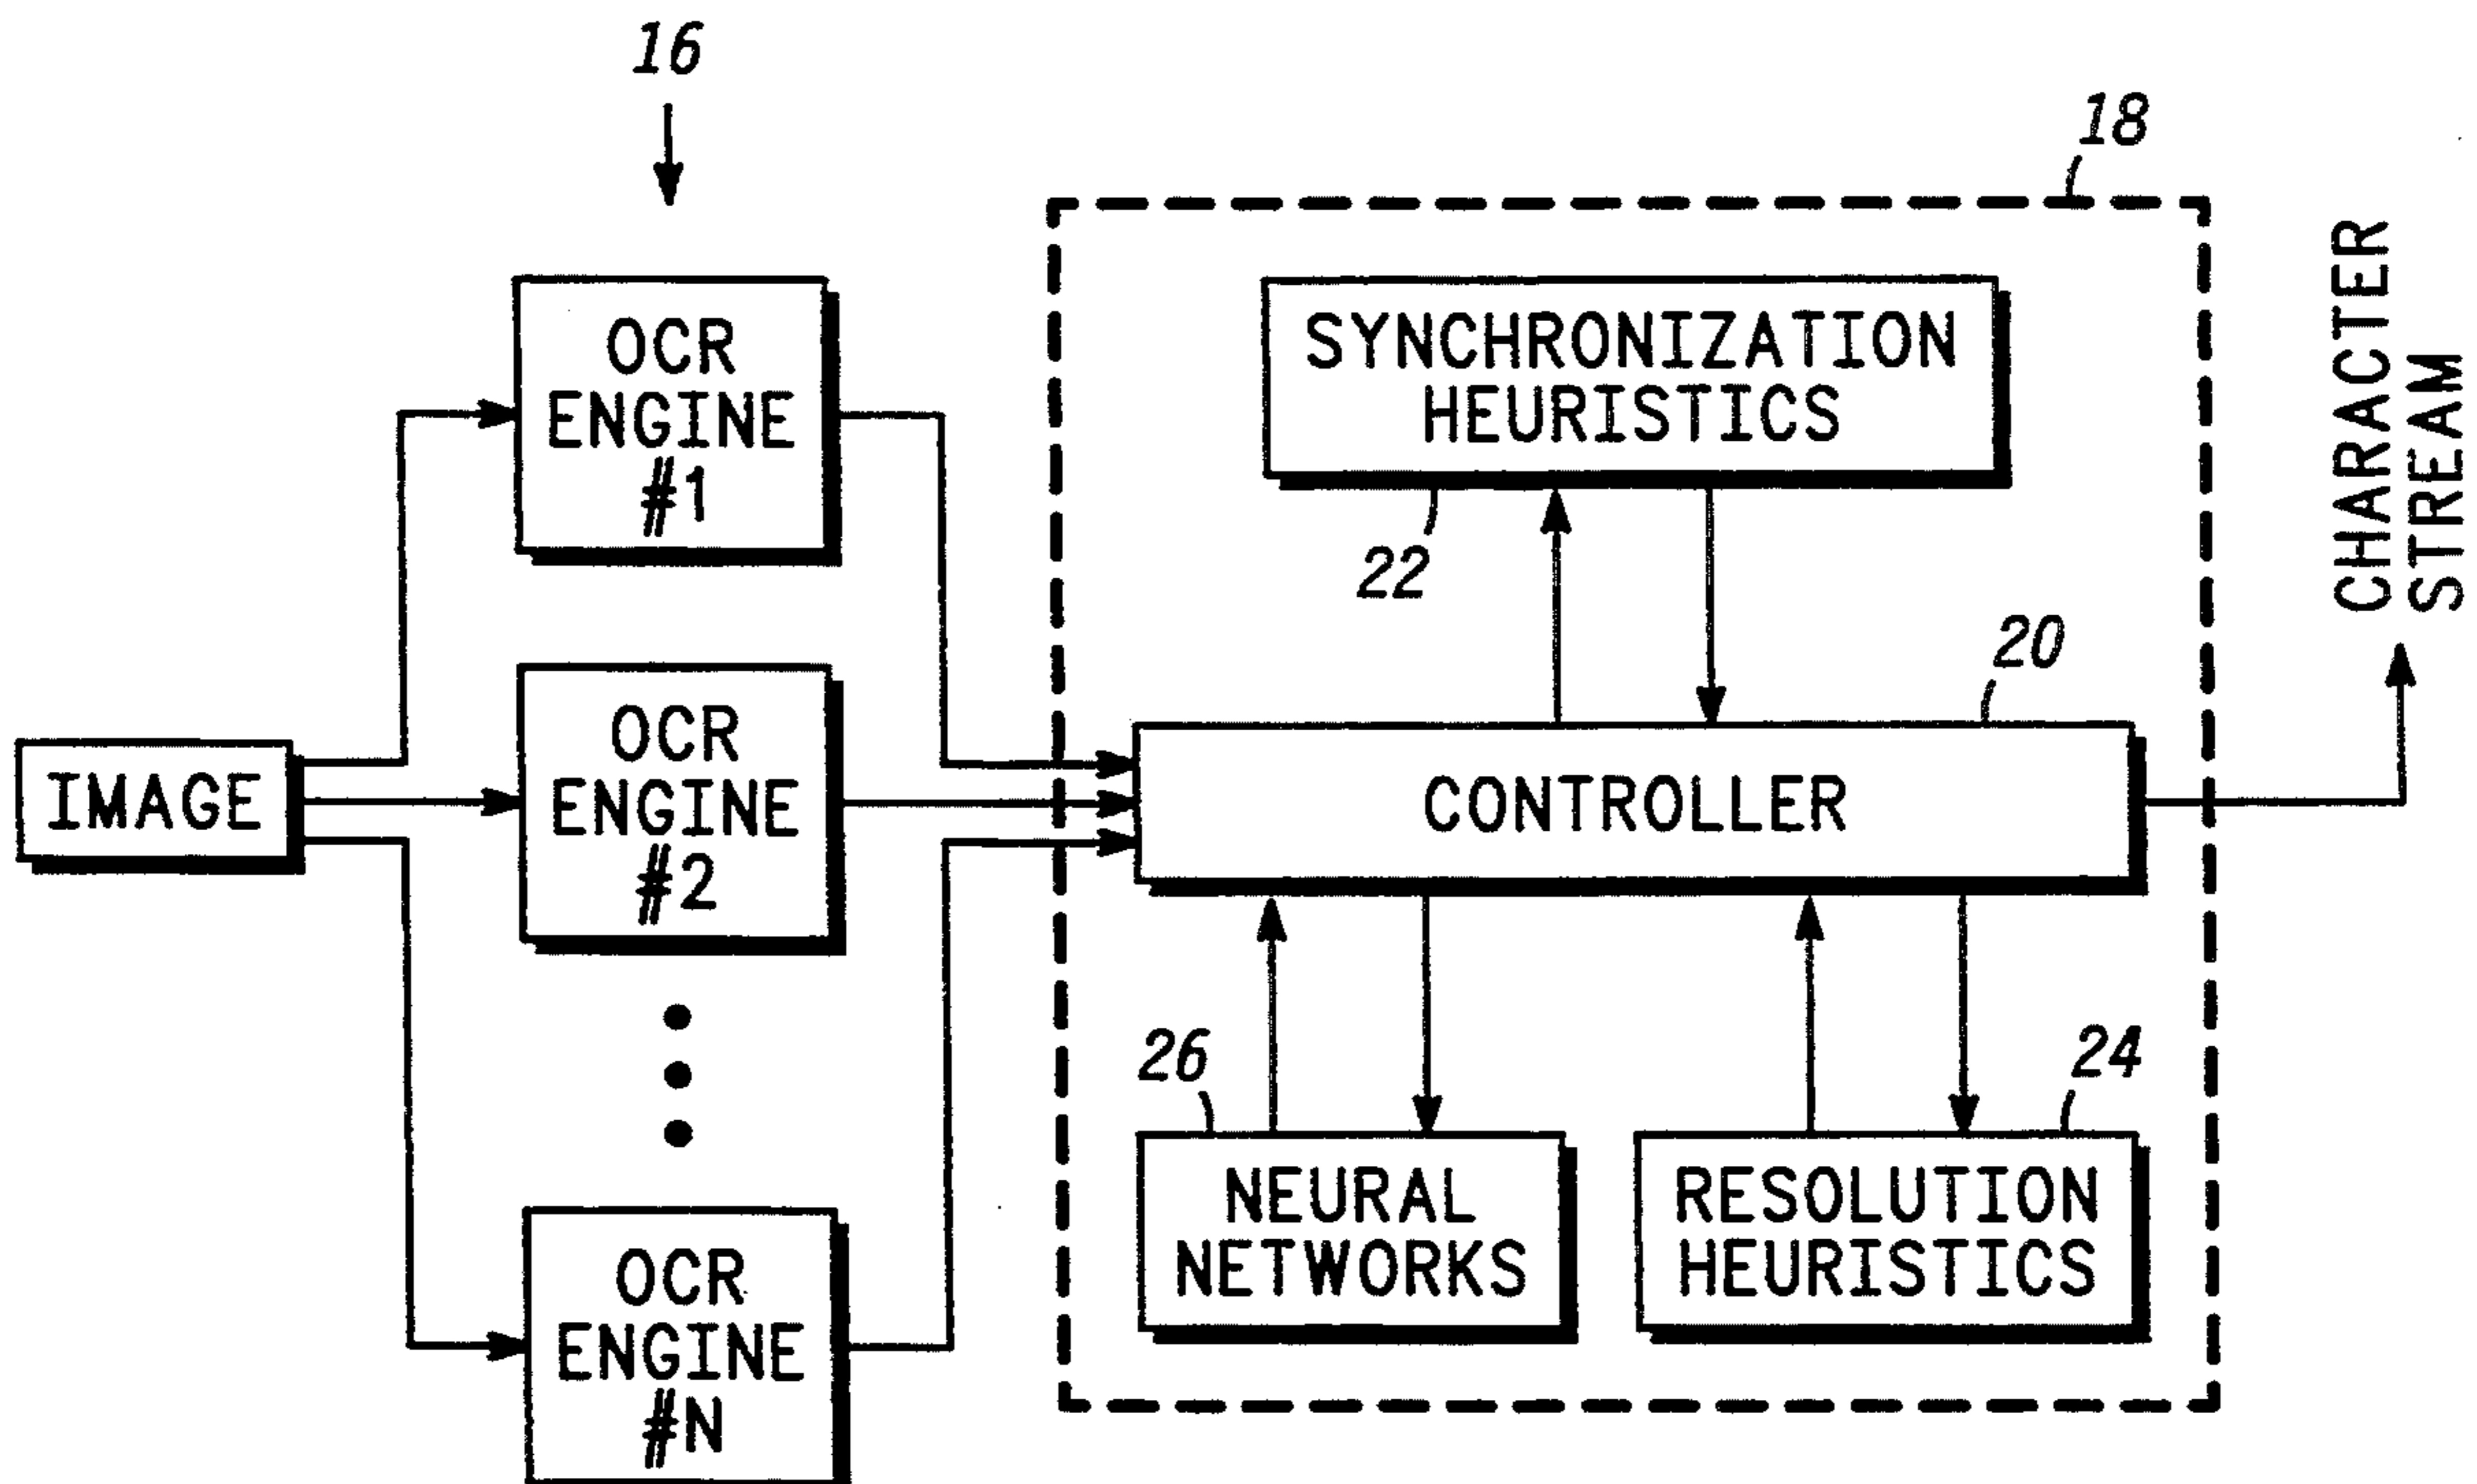 16
18
OCR
ENGINE
#1
SYNCHRONIZATION
HEURISTICS
22
CHARACTER
STREAM
20
IMAGE
OCR
ENGINE
#2
CONTROLLER
26
24
NEURAL
NETWORKS
RESOLUTION
HEURISTICS
OCR
ENGINE
#N